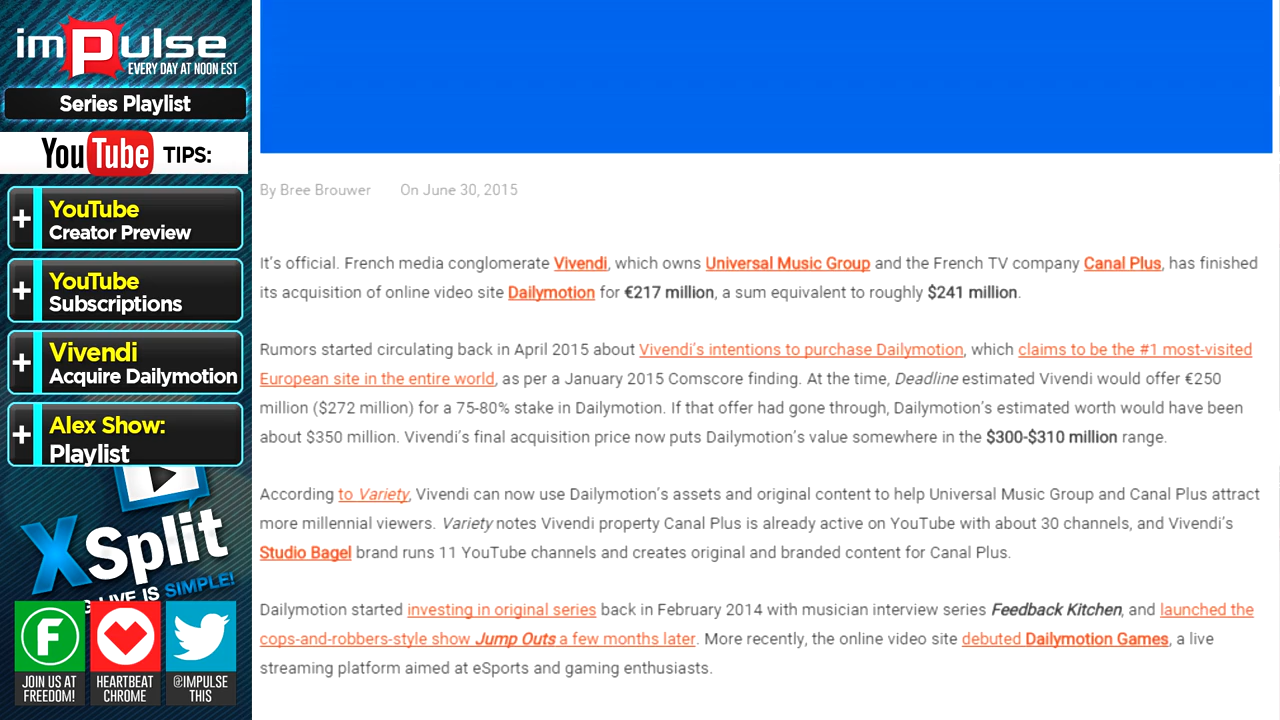 imPulse
EVERY DAY AT NOON EST
Series Playlist
YouTube TIPS:
+ YouTube
Creator Preview
+ YouTube
Subscriptions
+ Vivendi
Acquire Dailymotion
+ Alex Show:
Playlist
XSplit
LIVE IS SIMPLE!
F
JOIN US AT
FREEDOM!
HEARTBEAT
CHROME
@IMPULSE
THIS
By Bree Brouwer On June 30, 2015
It's official. French media conglomerate Vivendi, which owns Universal Music Group and the French TV company Canal Plus, has finished
its acquisition of online video site Dailymotion for €217 million, a sum equivalent to roughly $241 million.
Rumors started circulating back in April 2015 about Vivendi's intentions to purchase Dailymotion, which claims to be the #1 most-visited
European site in the entire world, as per a January 2015 Comscore finding. At the time, Deadline estimated Vivendi would offer €250
million ($272 million) for a 75-80% stake in Dailymotion. If that offer had gone through, Dailymotion's estimated worth would have been
about $350 million. Vivendi's final acquisition price now puts Dailymotion's value somewhere in the $300-$310 million range.
According to Variety, Vivendi can now use Dailymotion's assets and original content to help Universal Music Group and Canal Plus attract
more millennial viewers. Variety notes Vivendi property Canal Plus is already active on YouTube with about 30 channels, and Vivendi's
Studio Bagel brand runs 11 YouTube channels and creates original and branded content for Canal Plus.
Dailymotion started investing in original series back in February 2014 with musician interview series Feedback Kitchen, and launched the
cops-and-robbers-style show Jump Outs a few months later. More recently, the online video site debuted Dailymotion Games, a live
streaming platform aimed at eSports and gaming enthusiasts.